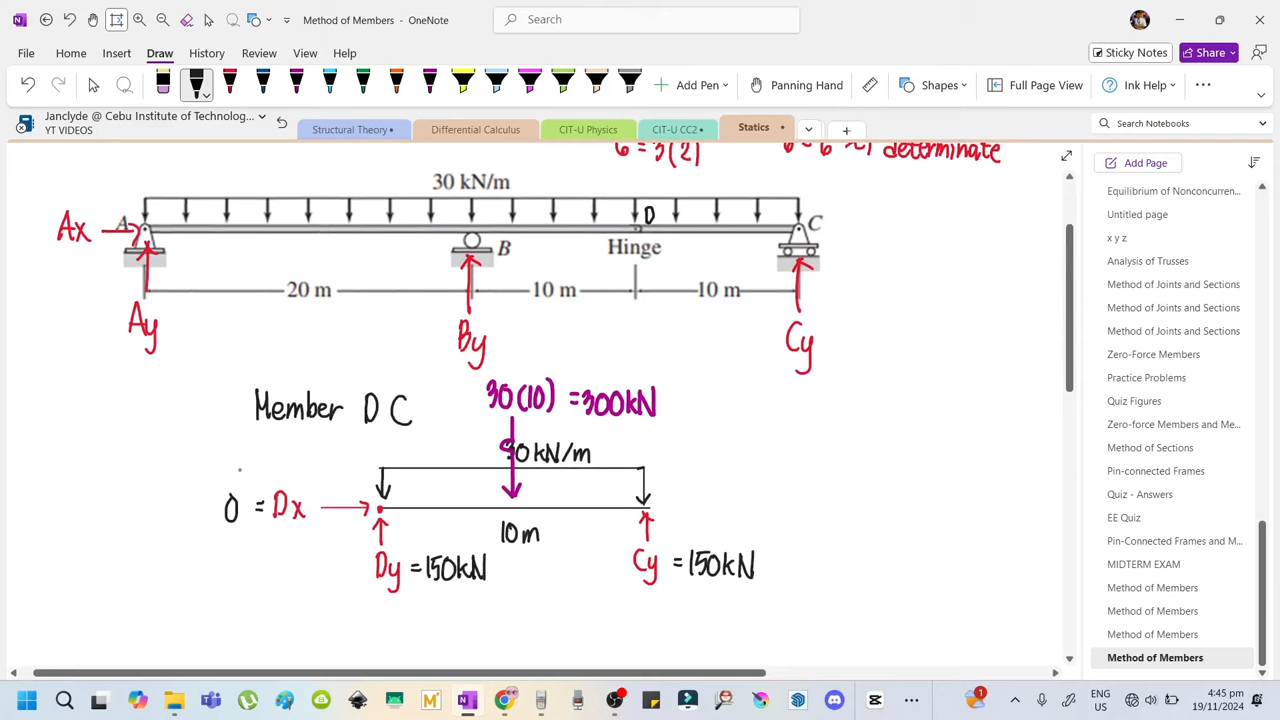 Method of Members - OneNote
Search
File Home Insert Draw History Review View Help
Sticky Notes
Share
Add Pen
Panning Hand
Shapes
Full Page View
Ink Help
Janclyde @ Cebu Institute of Technolog...
YT VIDEOS
Structural Theory
Differential Calculus
CIT-U Physics
CIT-U CC2
Statics
Search Notebooks
6 = 3(2)
determinate
30 kN/m
D
Ax
A
C
B
Hinge
20 m
10 m
10 m
Ay
By
Cy
30(10) = 300kN
Member DC
30kN/m
0 = Dx
10m
Dy = 150kN
Cy = 150kN
Add Page
Equilibrium of Nonconcurren...
Untitled page
x y z
Analysis of Trusses
Method of Joints and Sections
Method of Joints and Sections
Method of Joints and Sections
Zero-Force Members
Practice Problems
Quiz Figures
Zero-force Members and Me...
Method of Sections
Pin-connected Frames
Quiz - Answers
EE Quiz
Pin-Connected Frames and M...
MIDTERM EXAM
Method of Members
Method of Members
Method of Members
Method of Members
1
ENG
US
4:45 pm
19/11/2024